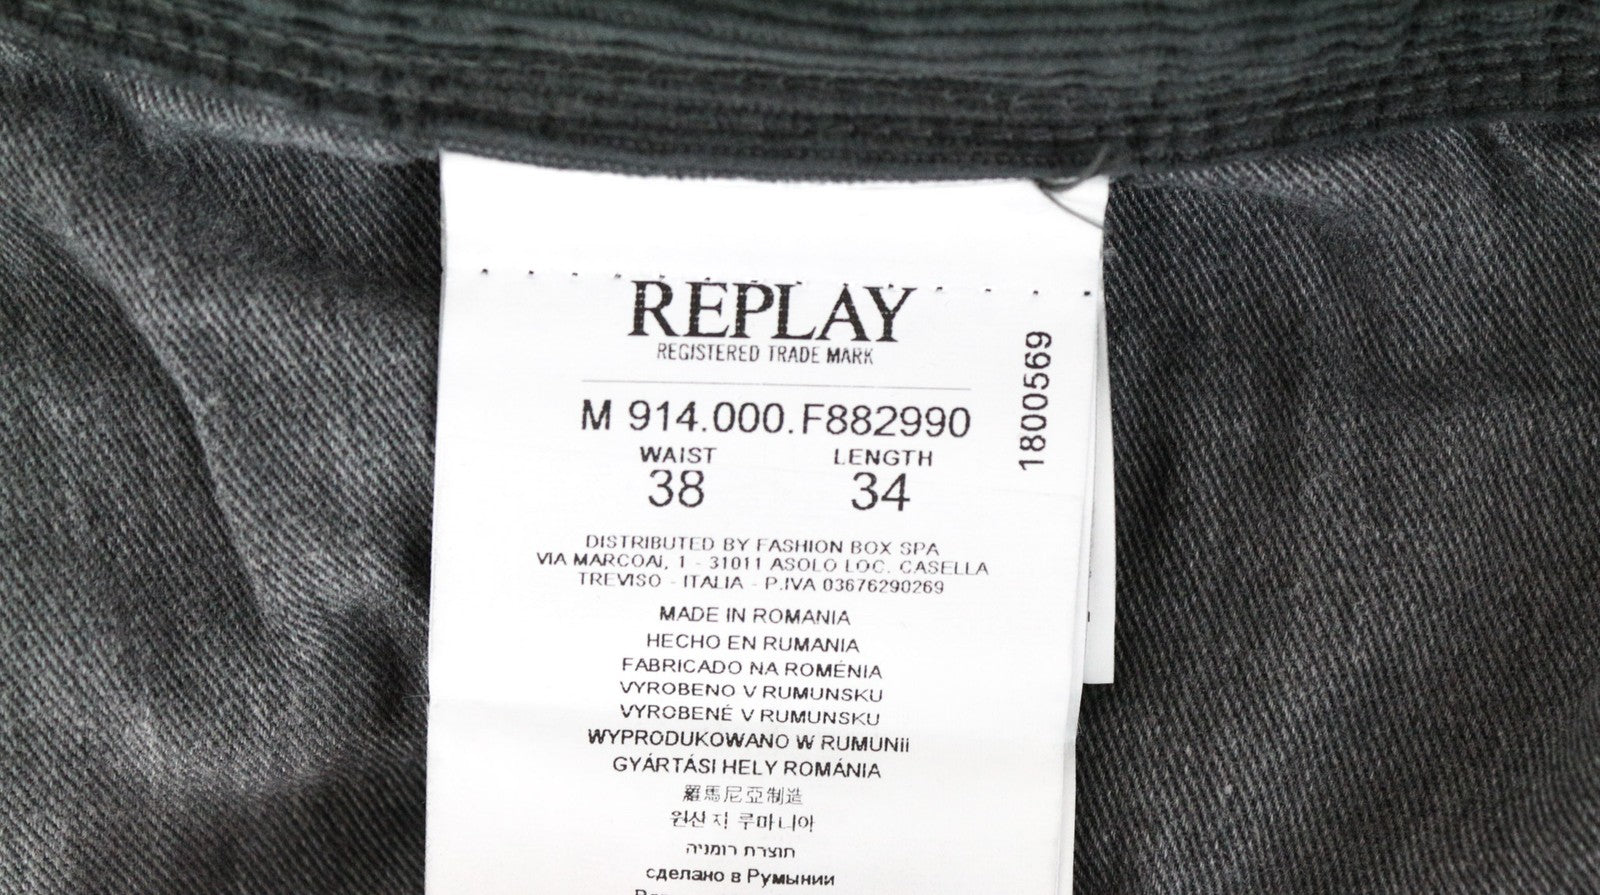 REPLAY
REGISTERED TRADE MARK
1800569
M 914.000.F882990
WAIST LENGTH
38 34
DISTRIBUTED BY FASHION BOX SPA
VIA MARCOAI, 1 - 31011 ASOLO LOC. CASELLA
TREVISO - ITALIA - P.IVA 03676290269
MADE IN ROMANIA
HECHO EN RUMANIA
FABRICADO NA ROMÉNIA
VYROBENO V RUMUNSKU
VYROBENÉ V RUMUNSKU
WYPRODUKOWANO W RUMUNii
GYÁRTÁSI HELY ROMÁNIA
羅馬尼亞制造
원산지 루마니아
תוצרת רומניה
сделано в Румынии